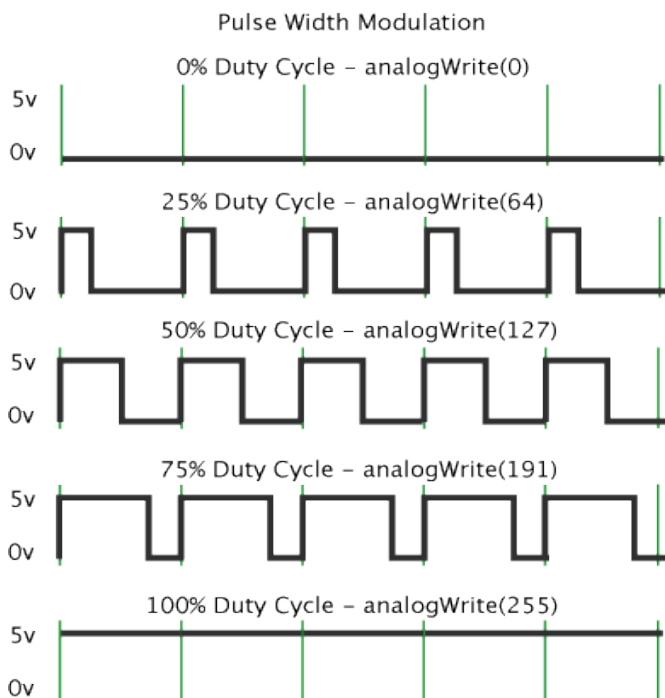 Pulse Width Modulation
0% Duty Cycle – analogWrite(0)
5v
0v
25% Duty Cycle – analogWrite(64)
5v
0v
50% Duty Cycle – analogWrite(127)
5v
0v
75% Duty Cycle – analogWrite(191)
5v
0v
100% Duty Cycle – analogWrite(255)
5v
0v